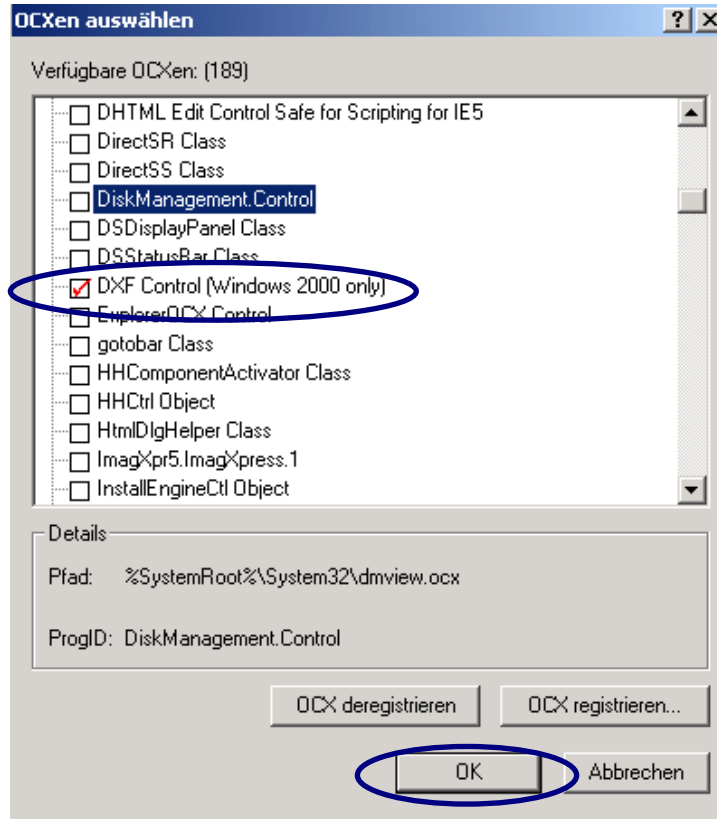 OCXen auswählen
Verfügbare OCXen: (189)
DHTML Edit Control Safe for Scripting for IE5
DirectSR Class
DirectSS Class
DiskManagement.Control
DSDisplayPanel Class
DSStatusBar Class
DXF Control (Windows 2000 only)
ExplorerOCX Control
gotobar Class
HHComponentActivator Class
HHCtrl Object
HtmlDlgHelper Class
ImagXpr5.ImagXpress.1
InstallEngineCtl Object
Details
Pfad: %SystemRoot%\System32\dmview.ocx
ProgID: DiskManagement.Control
OCX deregistrieren OCX registrieren...
OK Abbrechen